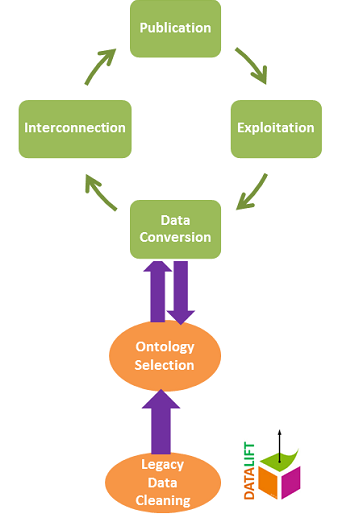 Publication
Interconnection
Exploitation
Data
Conversion
Ontology
Selection
Legacy
Data
Cleaning
DATALIFT